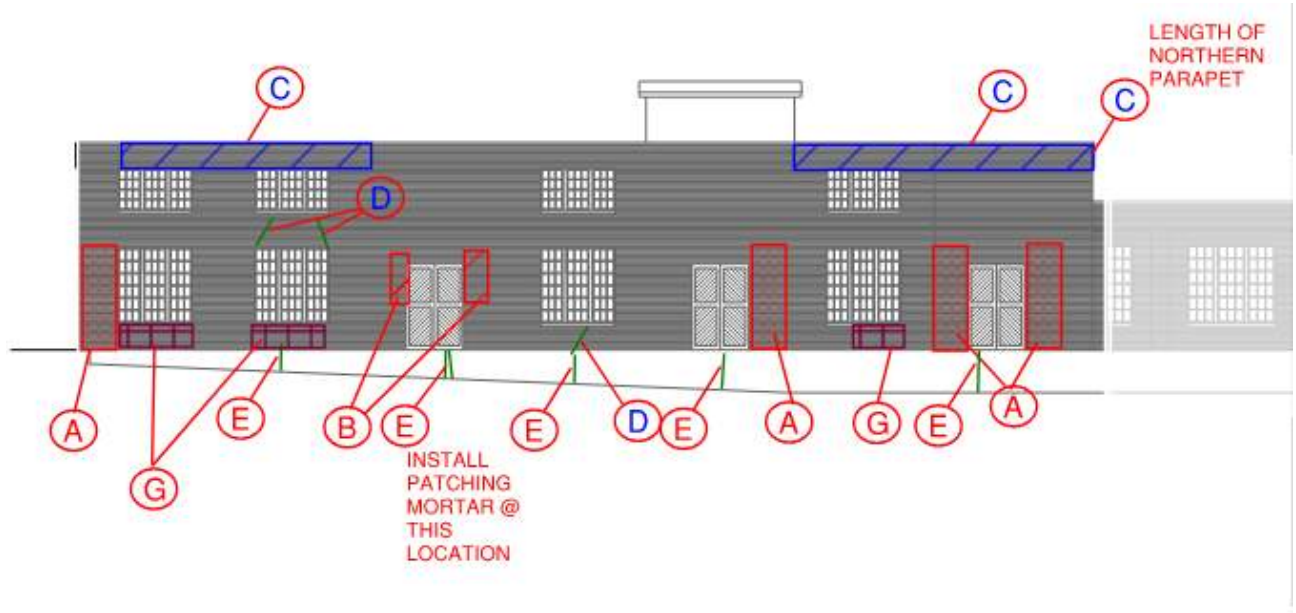 LENGTH OF
NORTHERN
PARAPET
C
C
C
D
A
E
B
E
E
D
E
A
G
E
A
G
INSTALL
PATCHING
MORTAR @
THIS
LOCATION